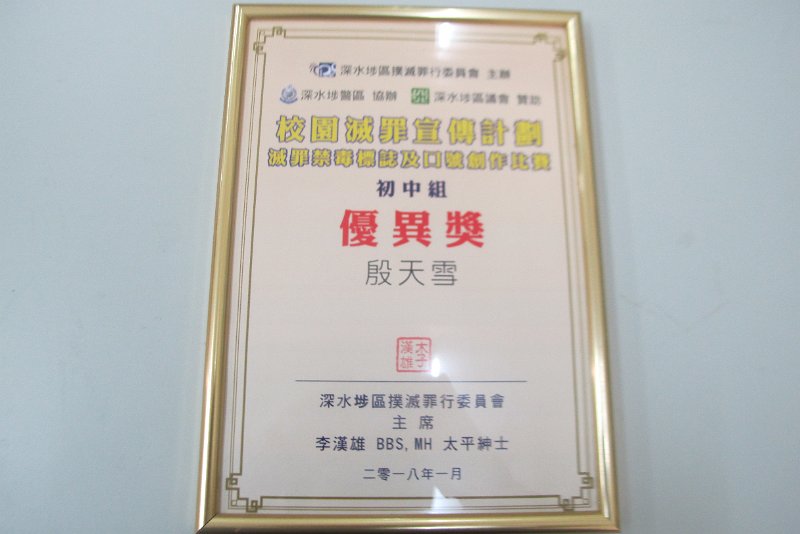 深水埗區撲滅罪行委員會 主辦
深水埗警區 協辦 深水埗區議會 贊助
校園滅罪宣傳計劃
滅罪禁毒標誌及口號創作比賽
初中組
優異獎
殷天雪
深水埗區撲滅罪行委員會
主席
李漢雄 BBS, MH 太平紳士
二零一八年一月